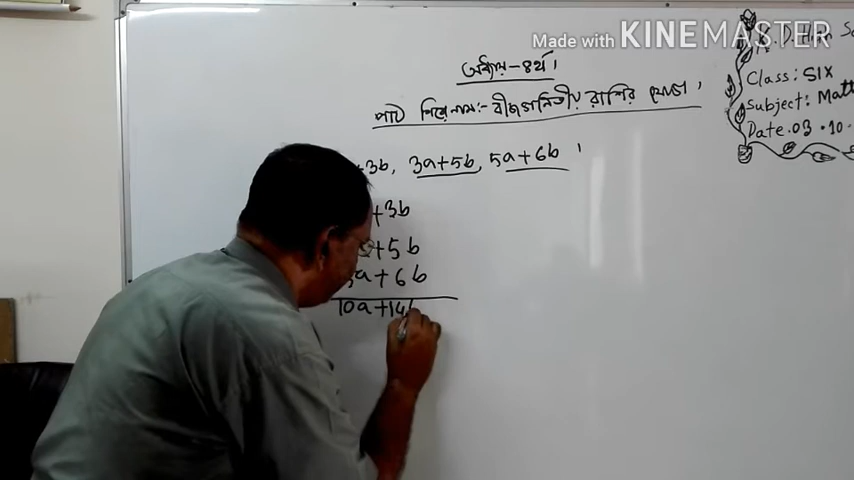 Made with KINEMASTER
অধ্যায়-৪র্থ।
পাঠ শিরোনাম:- বীজগানিতীয় রাশির যোগ।
Class: SIX
Subject: Math
Date. 03.10.
+3b, 3a+5b, 5a+6b
+3b
+5b
5a+6b
10a+14b